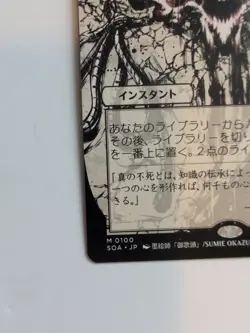 インスタント
あなたのライブラリーから
その後、ライブラリーを切
を一番上に置く。2点のライ
「真の不死とは、知識の伝承によっ
一つの心を形作れば、何千もの心
M 0100
SOA • JP 墨絵師「御歌頭」/SUMIE OKAZU